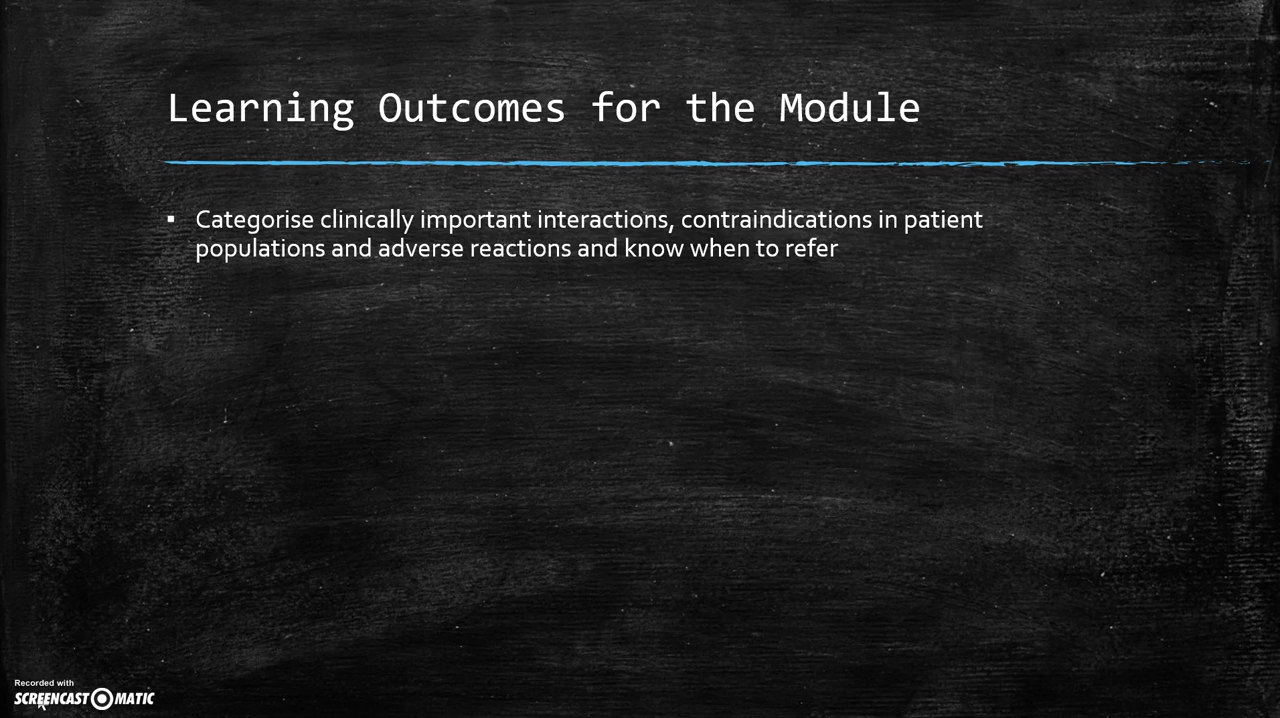 Learning Outcomes for the Module
▪ Categorise clinically important interactions, contraindications in patient
populations and adverse reactions and know when to refer
Recorded with
SCREENCAST-O-MATIC